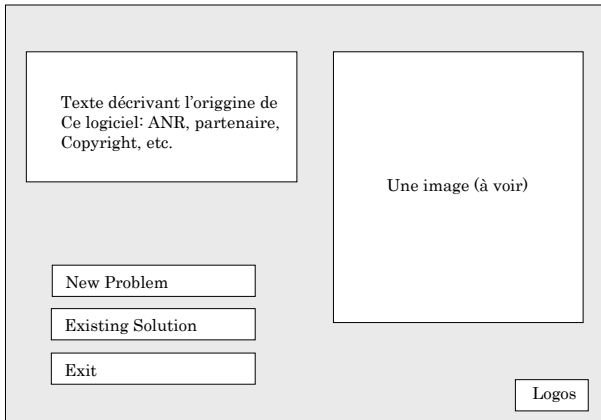 Texte décrivant l'origgine de
Ce logiciel: ANR, partenaire,
Copyright, etc.
Une image (à voir)
New Problem
Existing Solution
Exit
Logos